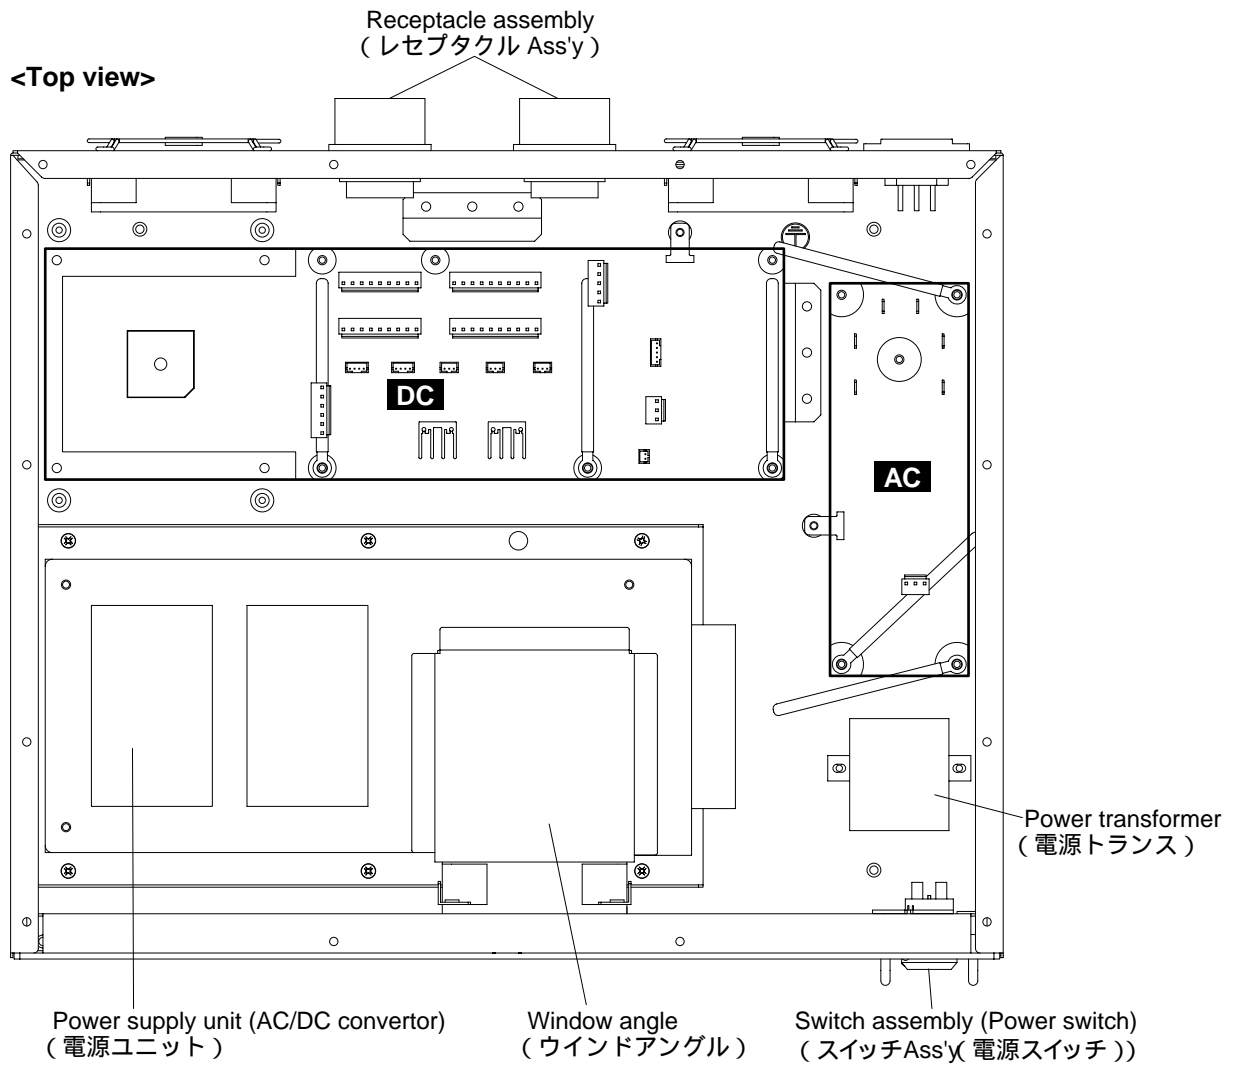 Receptacle assembly
（レセプタクル Ass'y）
<Top view>
DC
AC
Power transformer
（電源トランス）
Power supply unit (AC/DC convertor)
（電源ユニット）
Window angle
（ウインドアングル）
Switch assembly (Power switch)
（スイッチAss'y（電源スイッチ））